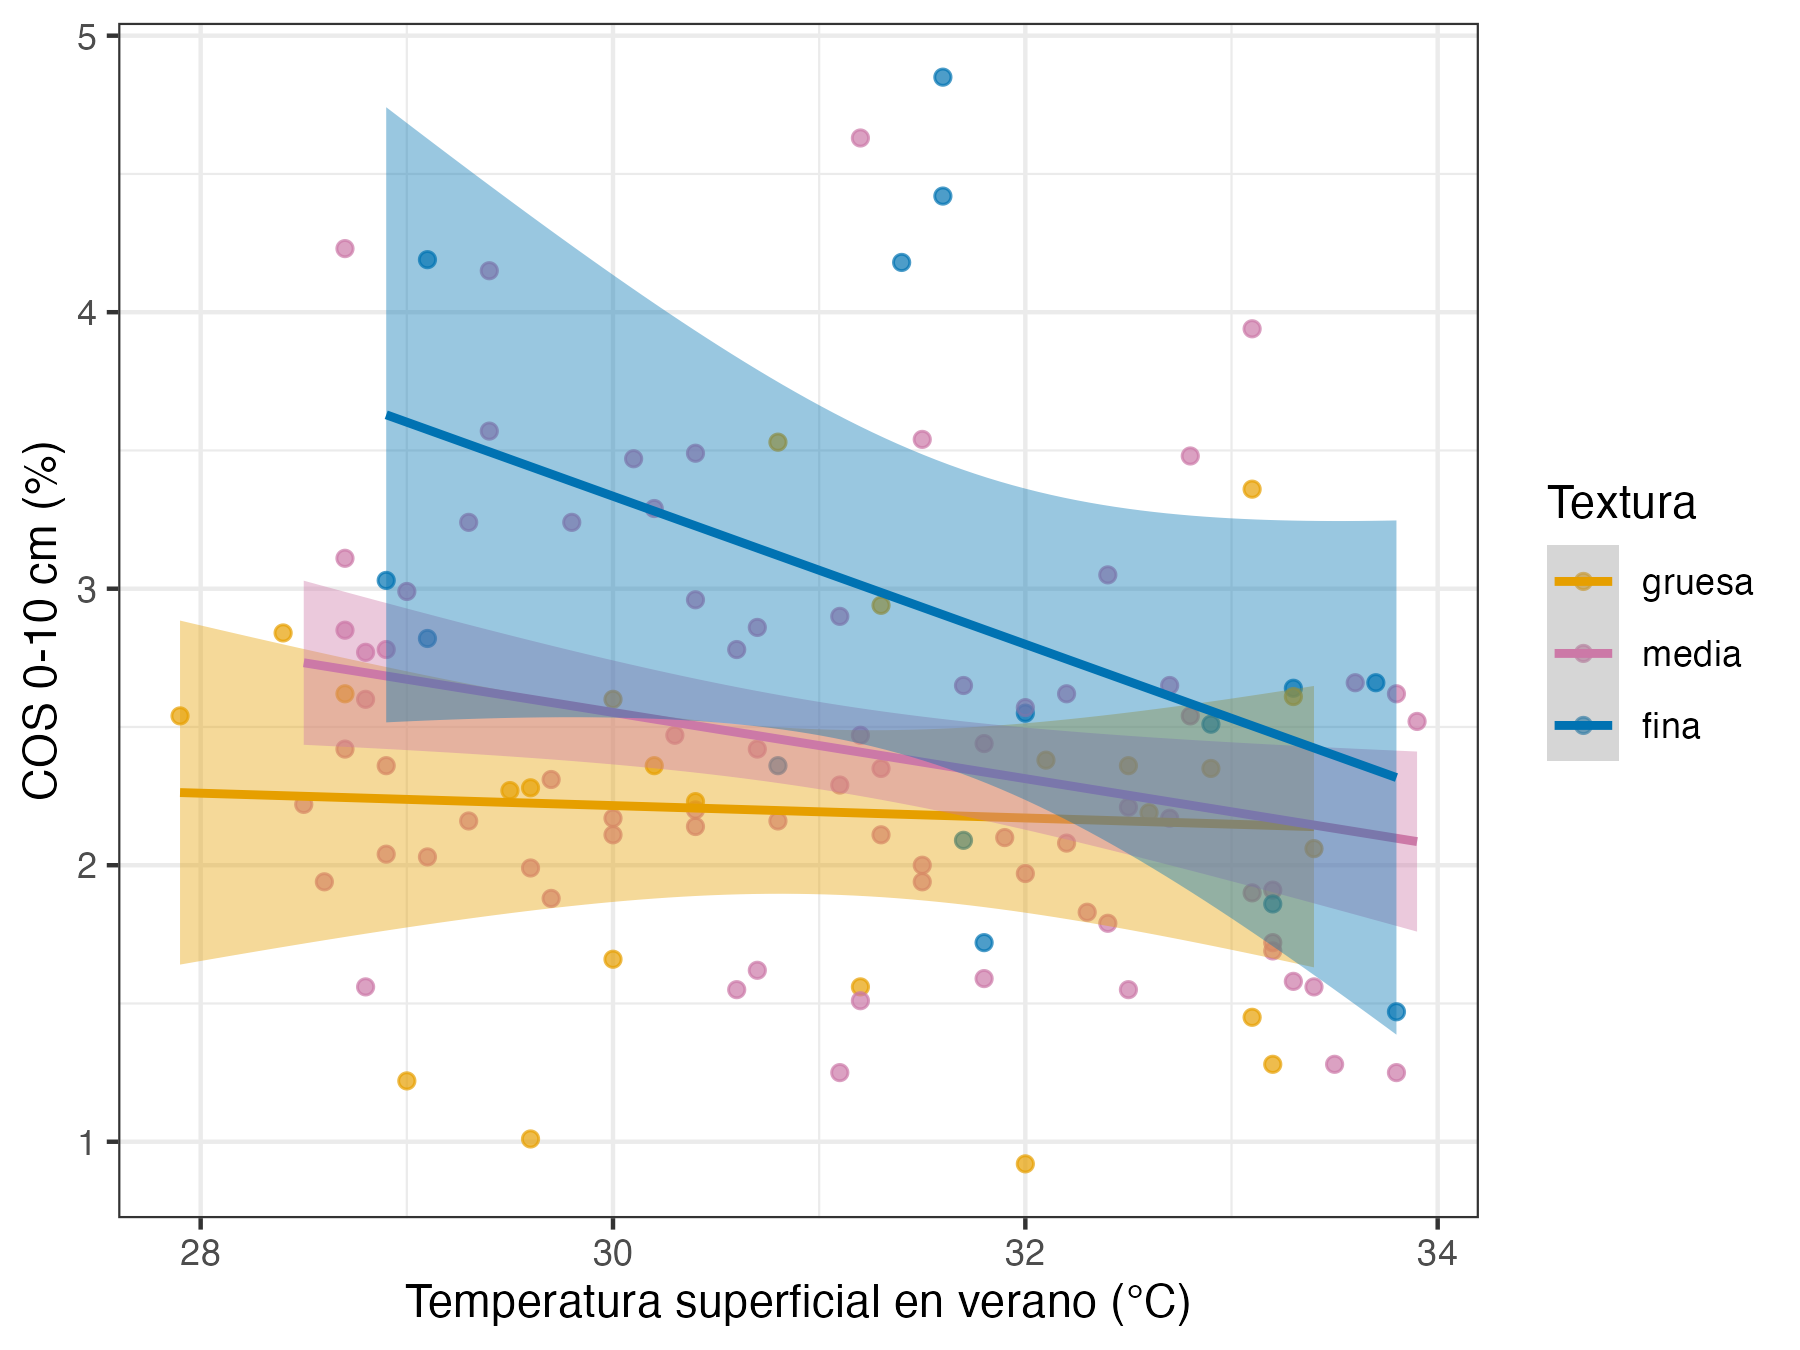 5
4
3
2
1
COS 0-10 cm (%)
28 30 32 34
Temperatura superficial en verano (°C)
Textura
gruesa
media
fina